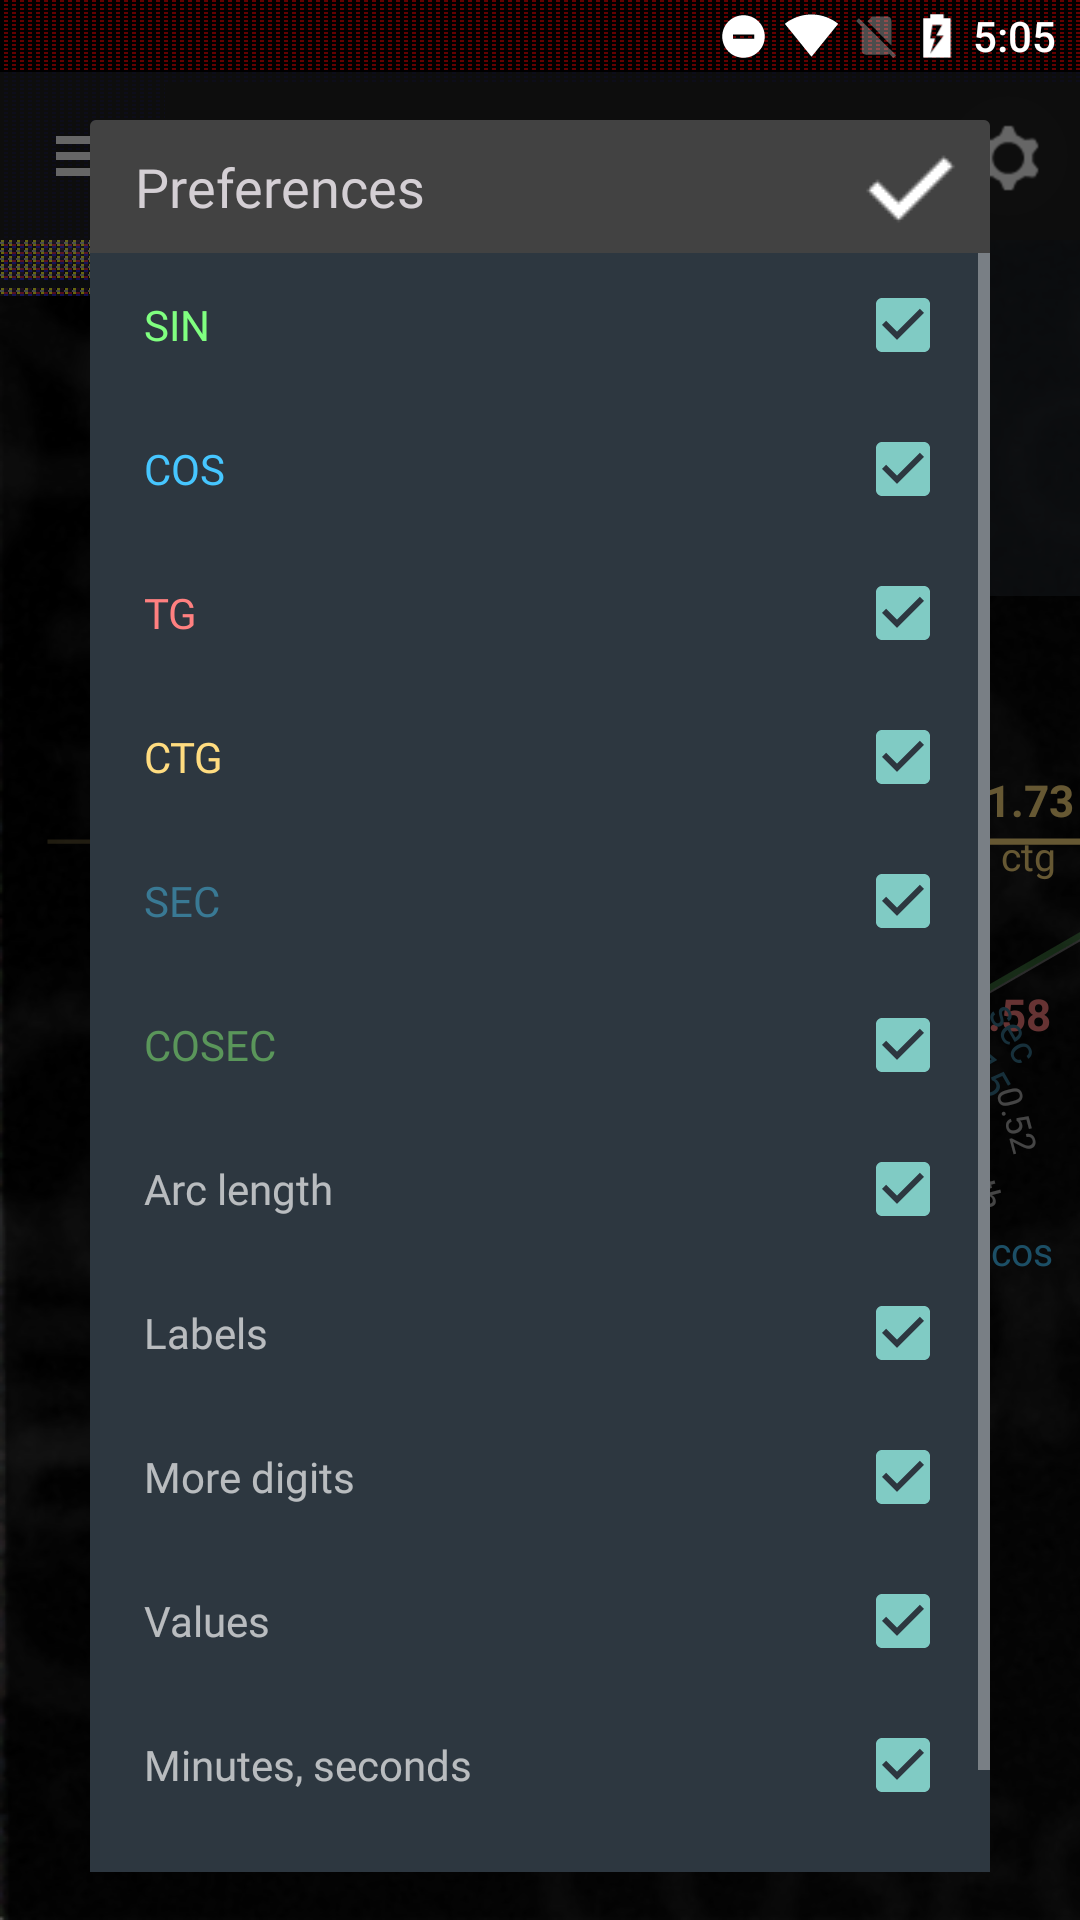 5:05
Preferences
SIN
COS
TG
CTG
SEC
COSEC
Arc length
Labels
More digits
Values
Minutes, seconds
1.73
ctg
.58
sec
0.52
cos